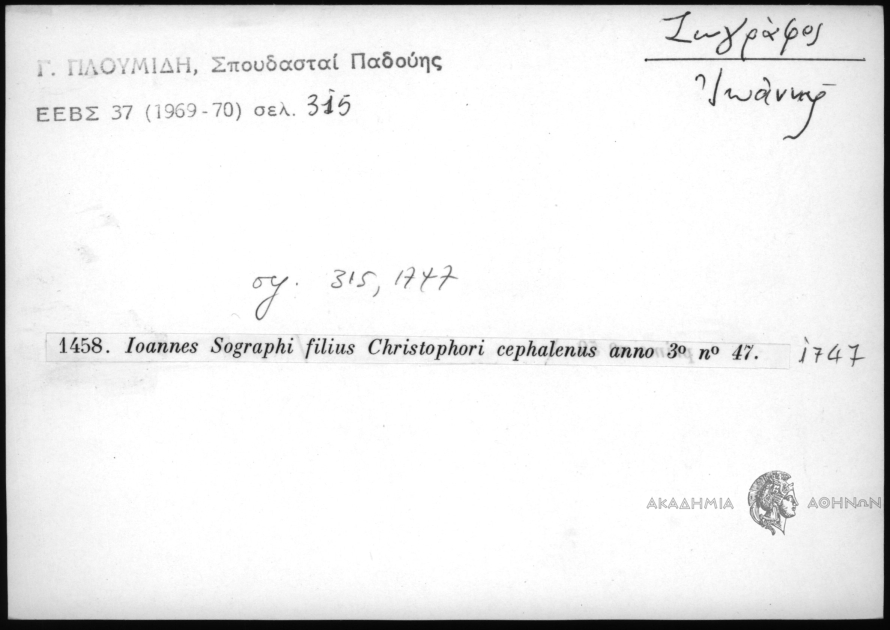 Ζωγράφος
Ἰωάννης
Γ. ΠΛΟΥΜΙΔΗ, Σπουδασταί Παδούης
ΕΕΒΣ 37 (1969-70) σελ. 315
σγ. 315, 1747
1458. Ioannes Sographi filius Christophori cephalenus anno 3º nº 47. 1747
ΑΚΑΔΗΜΙΑ ΑΘΗΝΩΝ